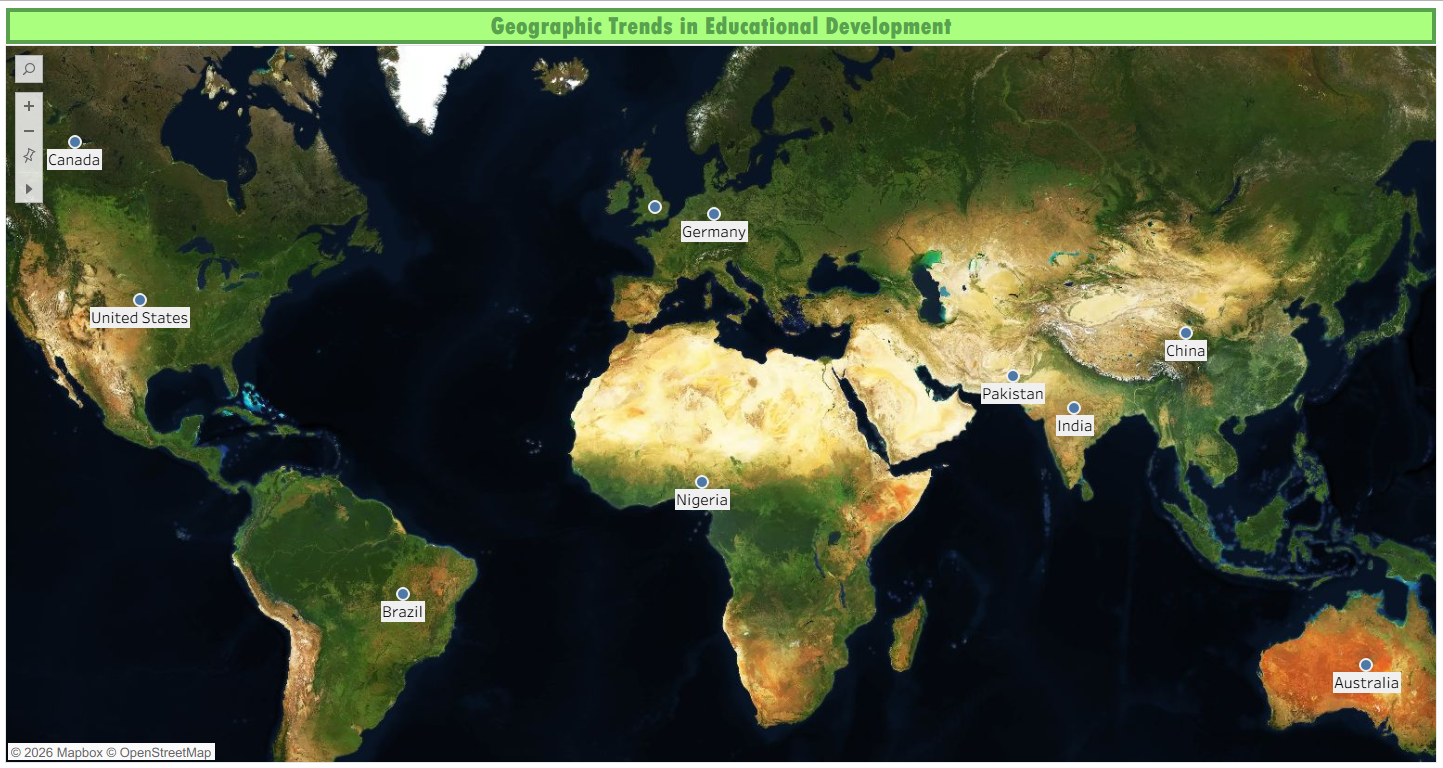 Geographic Trends in Educational Development
Canada
Germany
United States
China
Pakistan
India
Nigeria
Brazil
Australia
© 2026 Mapbox © OpenStreetMap